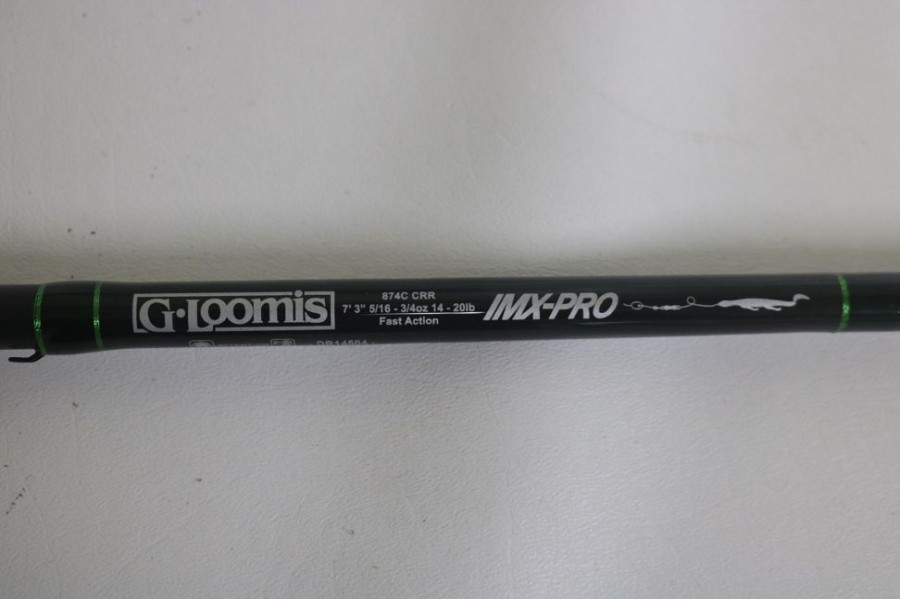 G·Loomis
874C CRR
7' 3" 5/16 - 3/4oz 14 - 20lb
Fast Action
IMX-PRO